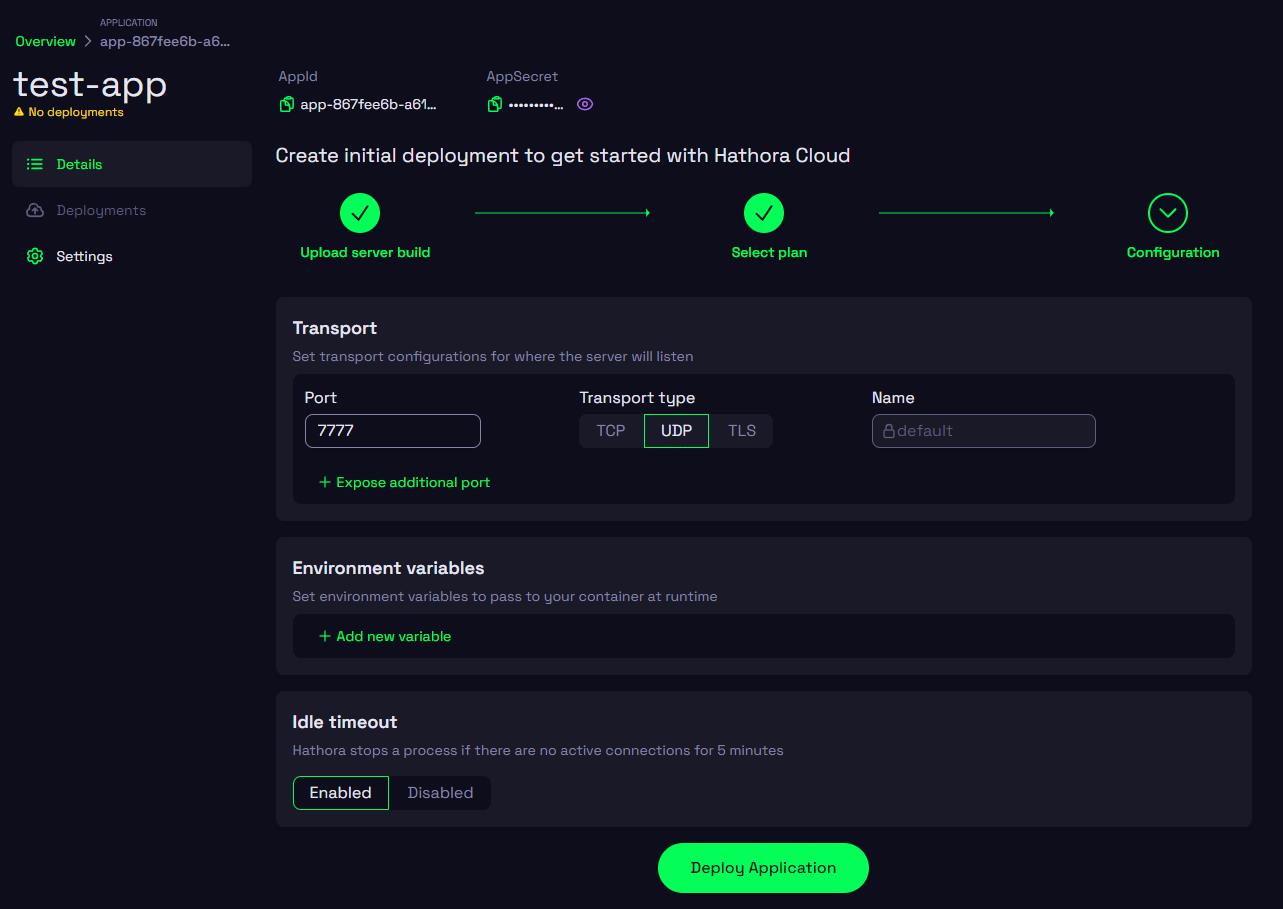 APPLICATION
Overview
app-867fee6b-a6...
test-app
No deployments
AppId
app-867fee6b-a61...
AppSecret
•••••••••...
Details
Deployments
Settings
Create initial deployment to get started with Hathora Cloud
Upload server build
Select plan
Configuration
Transport
Set transport configurations for where the server will listen
Port
Transport type
Name
7777
TCP
UDP
TLS
default
+ Expose additional port
Environment variables
Set environment variables to pass to your container at runtime
+ Add new variable
Idle timeout
Hathora stops a process if there are no active connections for 5 minutes
Enabled
Disabled
Deploy Application